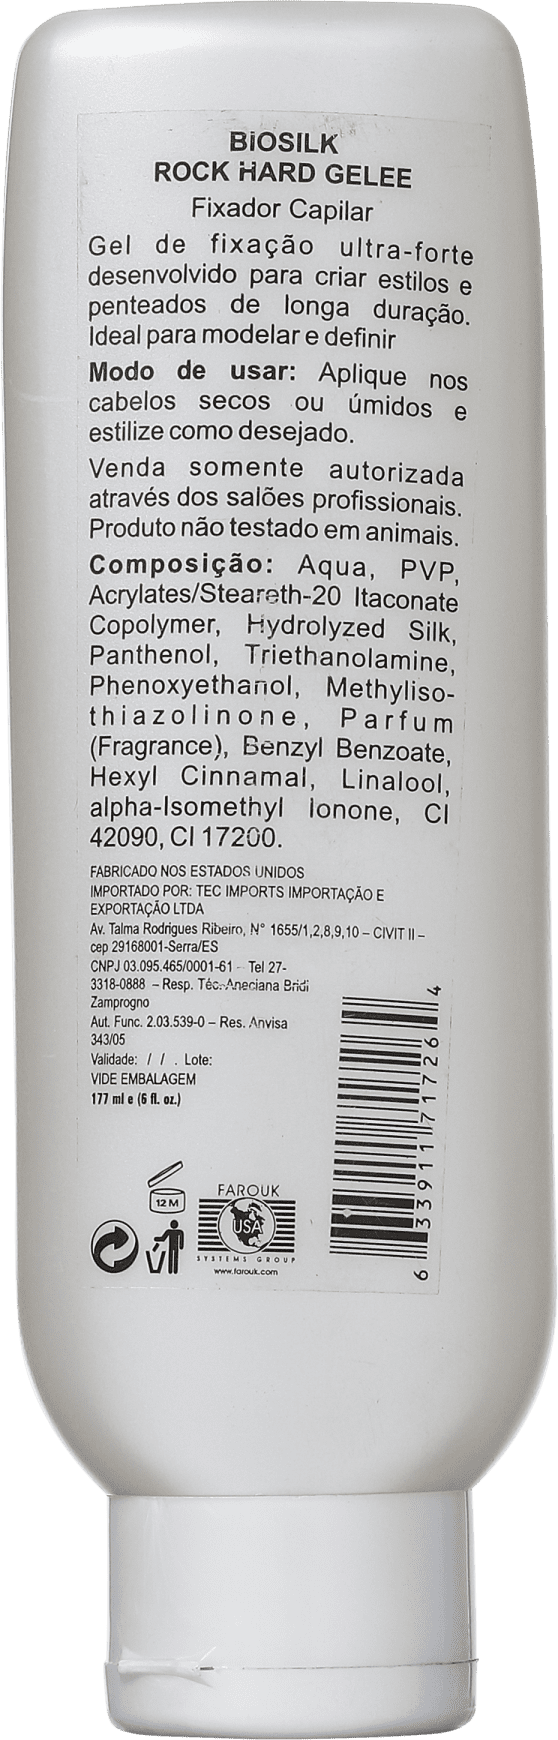 BIOSILK
ROCK HARD GELEE
Fixador Capilar
Gel de fixação ultra-forte
desenvolvido para criar estilos e
penteados de longa duração.
Ideal para modelar e definir
Modo de usar: Aplique nos
cabelos secos ou úmidos e
estilize como desejado.
Venda somente autorizada
através dos salões profissionais.
Produto não testado em animais.
Composição: Aqua, PVP,
Acrylates/Steareth-20 Itaconate
Copolymer, Hydrolyzed Silk,
Panthenol, Triethanolamine,
Phenoxyethanol, Methyliso-
thiazolinone, Parfum
(Fragrance), Benzyl Benzoate,
Hexyl Cinnamal, Linalool,
alpha-Isomethyl Ionone, CI
42090, CI 17200.
FABRICADO NOS ESTADOS UNIDOS
IMPORTADO POR: TEC IMPORTS IMPORTAÇÃO E
EXPORTAÇÃO LTDA
Av. Talma Rodrigues Ribeiro, N° 1655/1,2,8,9,10 – CIVIT II –
cep 29168001-Serra/ES
CNPJ 03.095.465/0001-61 – Tel 27-
3318-0888 – Resp. Téc. Aneciana Bridi
Zamprogno
Aut. Func. 2.03.539-0 – Res. Anvisa
343/05
Validade: / / . Lote:
VIDE EMBALAGEM
177 ml e (6 fl. oz.)
12 M
FAROUK
USA
SYSTEMS GROUP
www.farouk.com
6 33911 71726 4